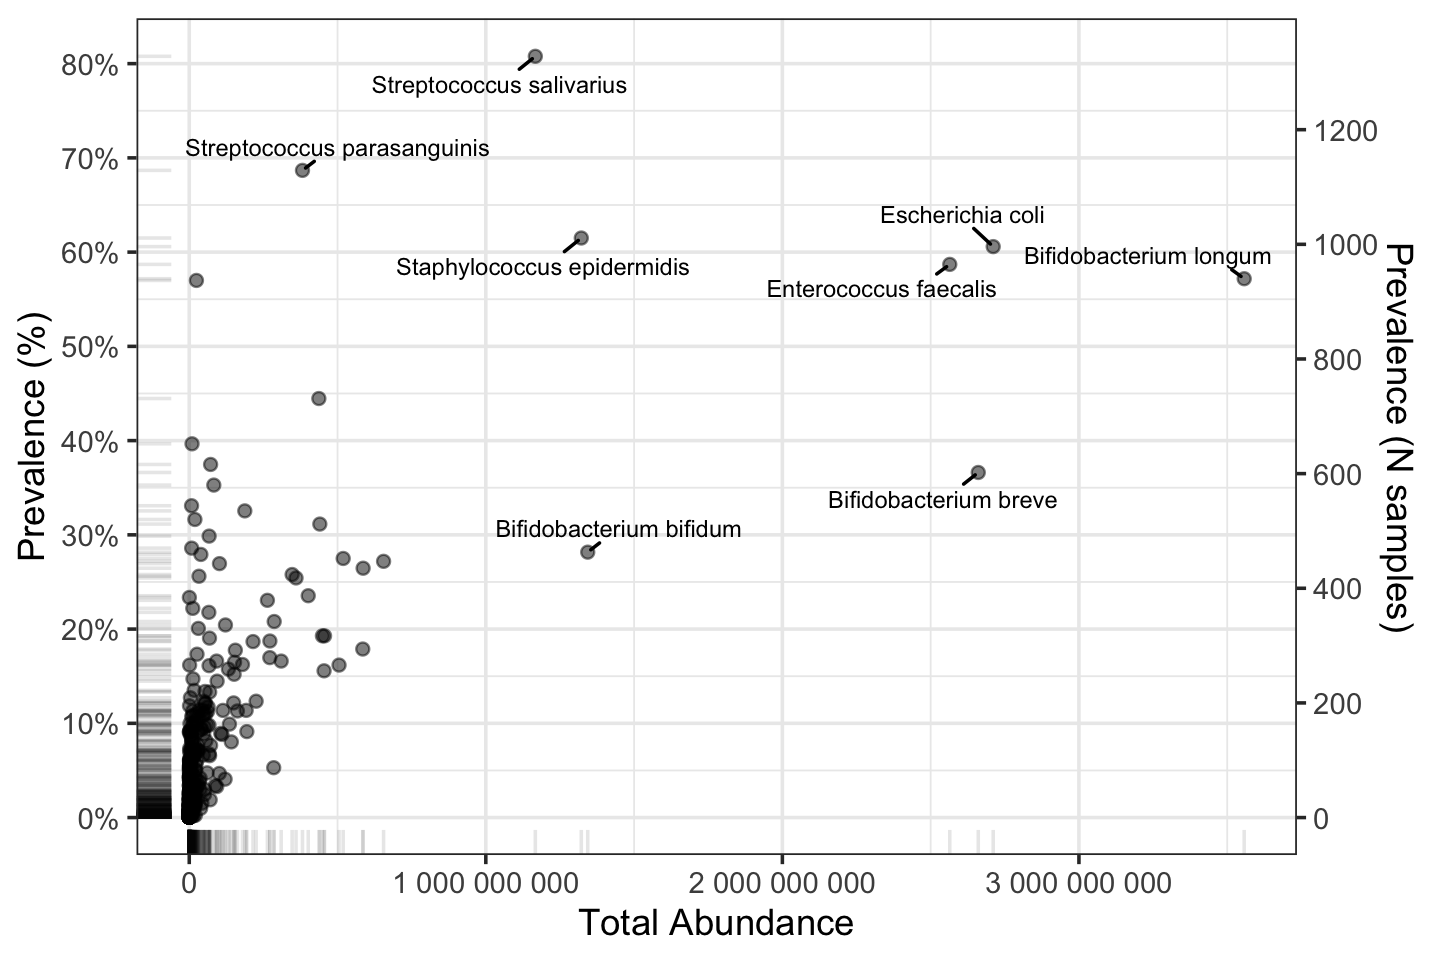 80%
Streptococcus salivarius
1200
Streptococcus parasanguinis
70%
Escherichia coli
60%
1000
Bifidobacterium longum
Staphylococcus epidermidis
Enterococcus faecalis
50%
800
Prevalence (%)
Prevalence (N samples)
40%
600
Bifidobacterium breve
30%
Bifidobacterium bifidum
400
20%
200
10%
0%
0
0
1 000 000 000
2 000 000 000
3 000 000 000
Total Abundance